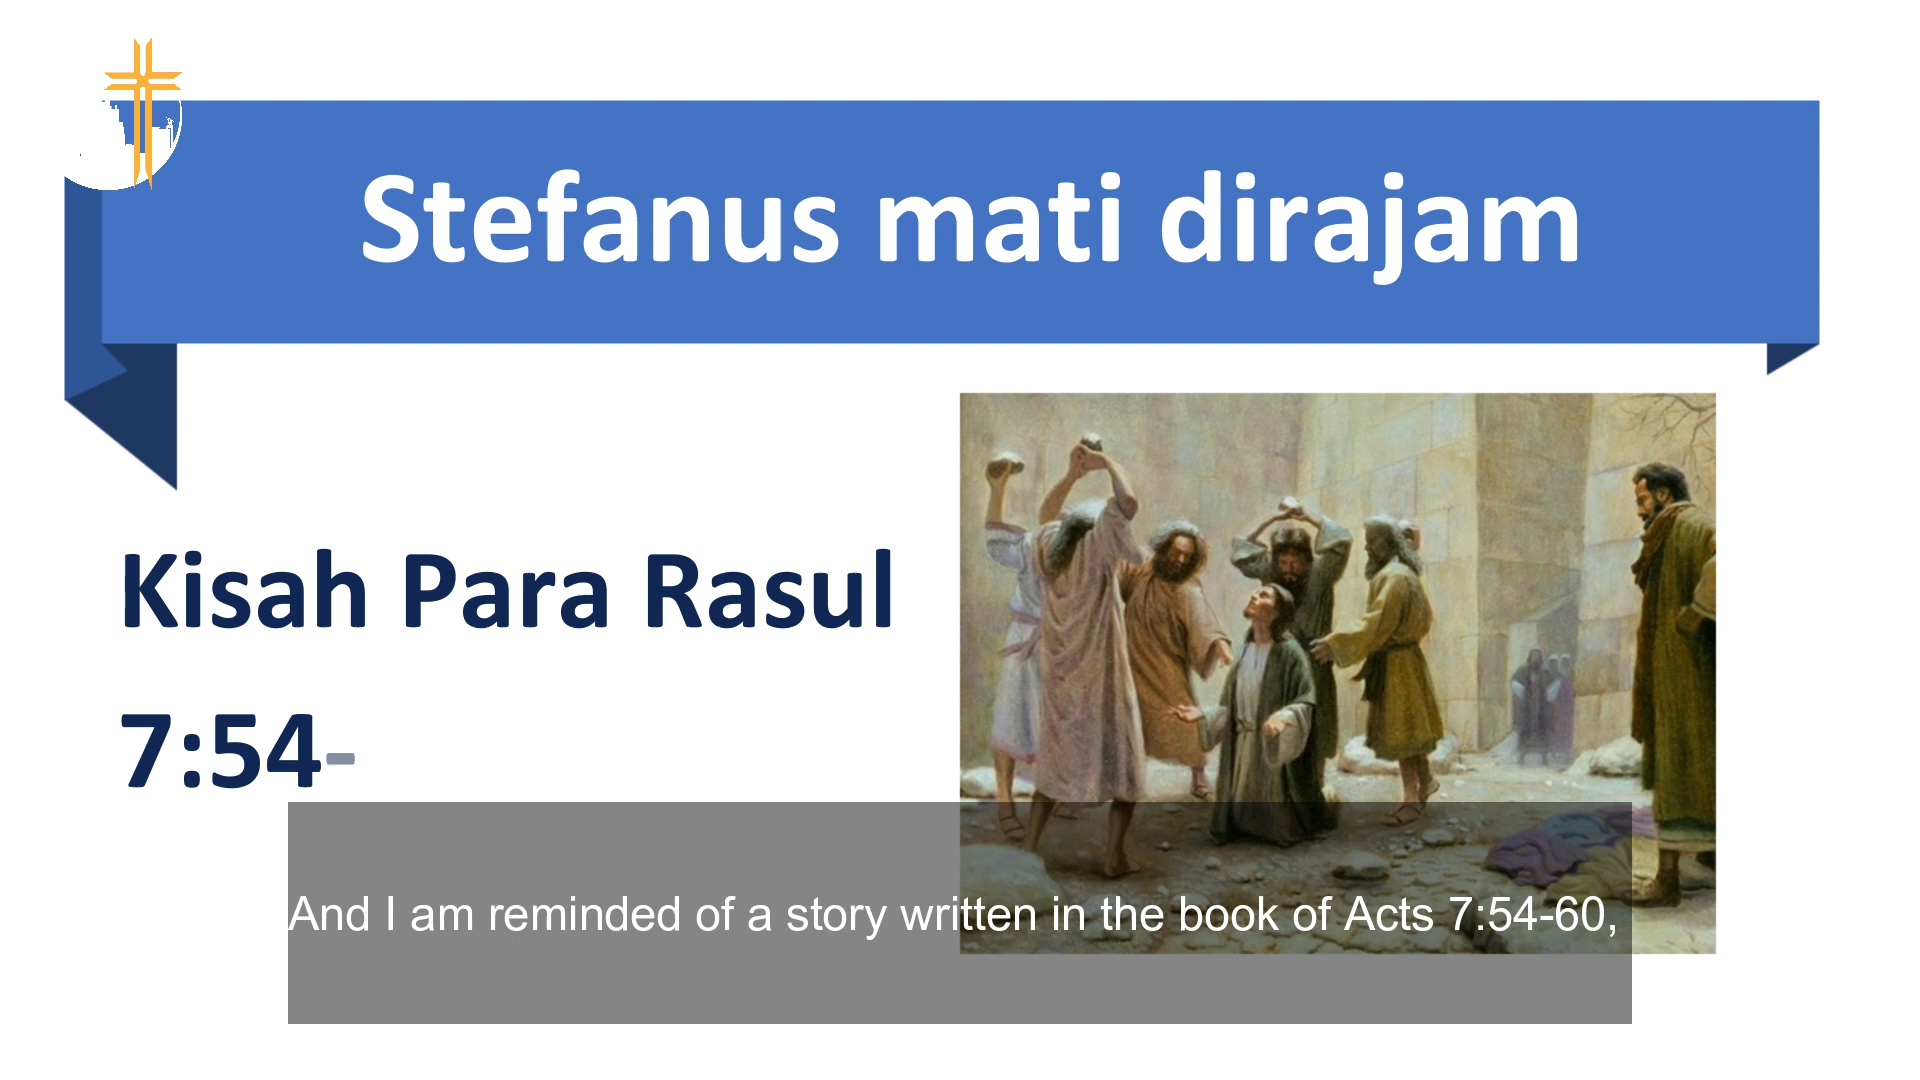 Stefanus mati dirajam
Kisah Para Rasul
7:54-
And I am reminded of a story written in the book of Acts 7:54-60,